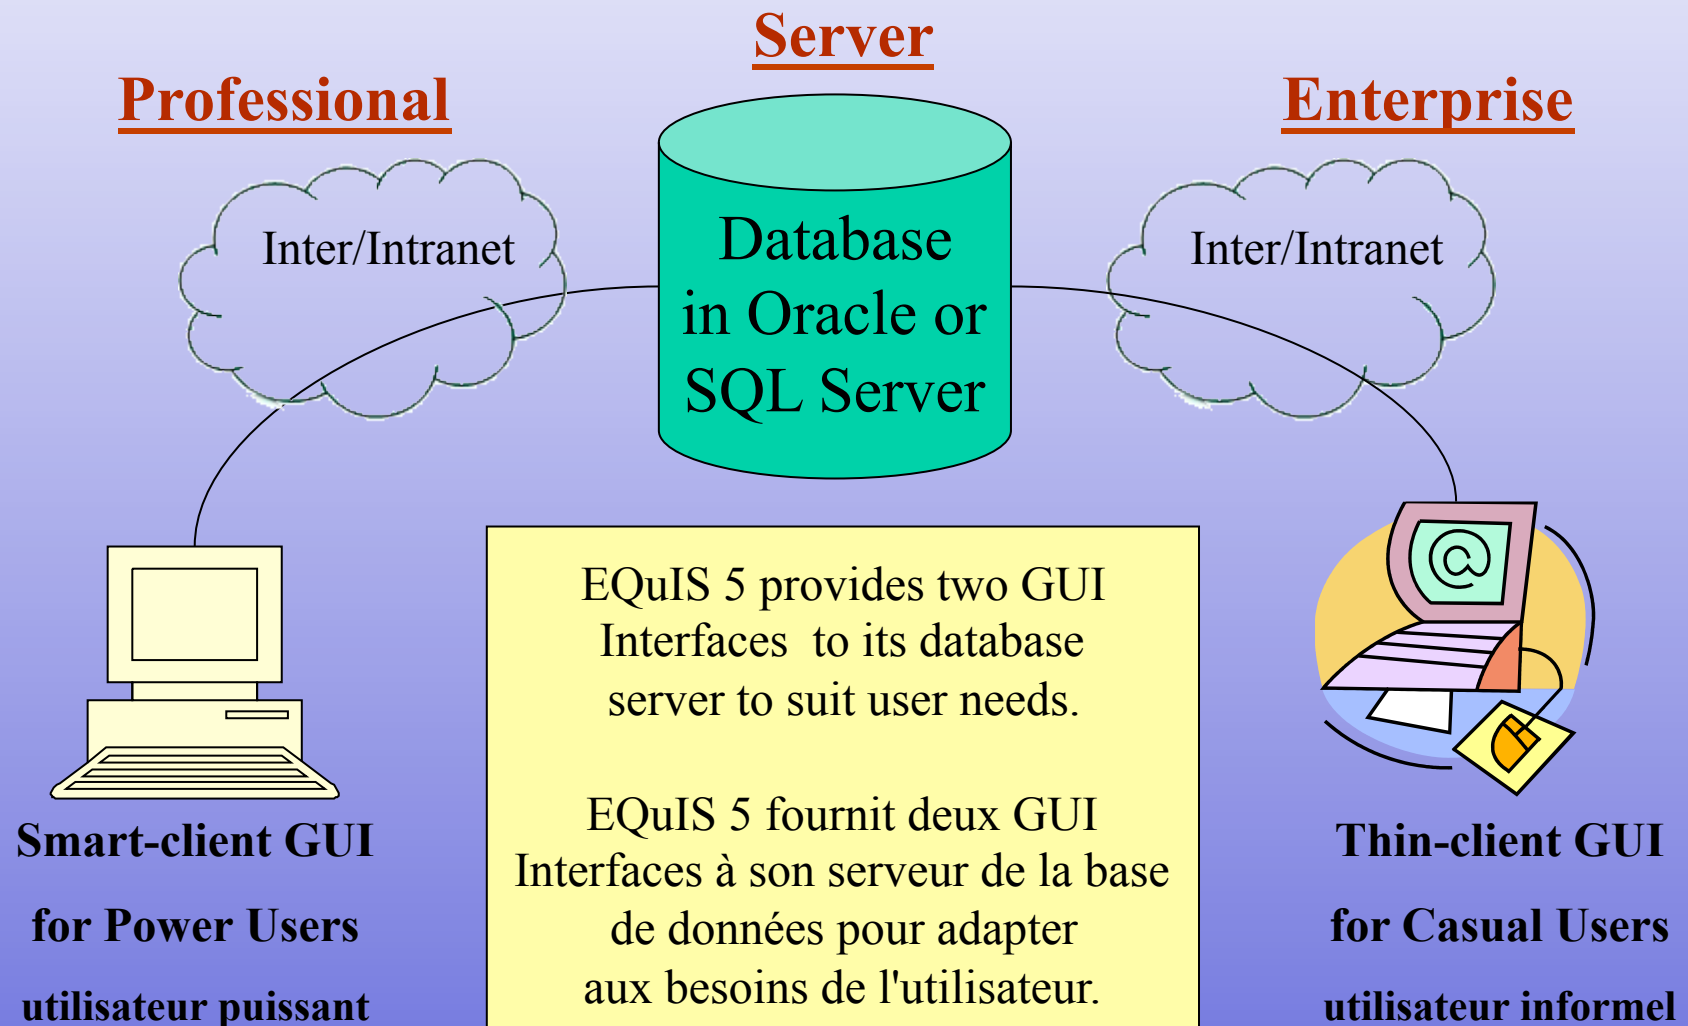 Server
Professional
Enterprise
Inter/Intranet
Database
in Oracle or
SQL Server
Inter/Intranet
@
EQuIS 5 provides two GUI
Interfaces to its database
server to suit user needs.
EQuIS 5 fournit deux GUI
Interfaces à son serveur de la base
de données pour adapter
aux besoins de l'utilisateur.
Smart-client GUI
for Power Users
utilisateur puissant
Thin-client GUI
for Casual Users
utilisateur informel